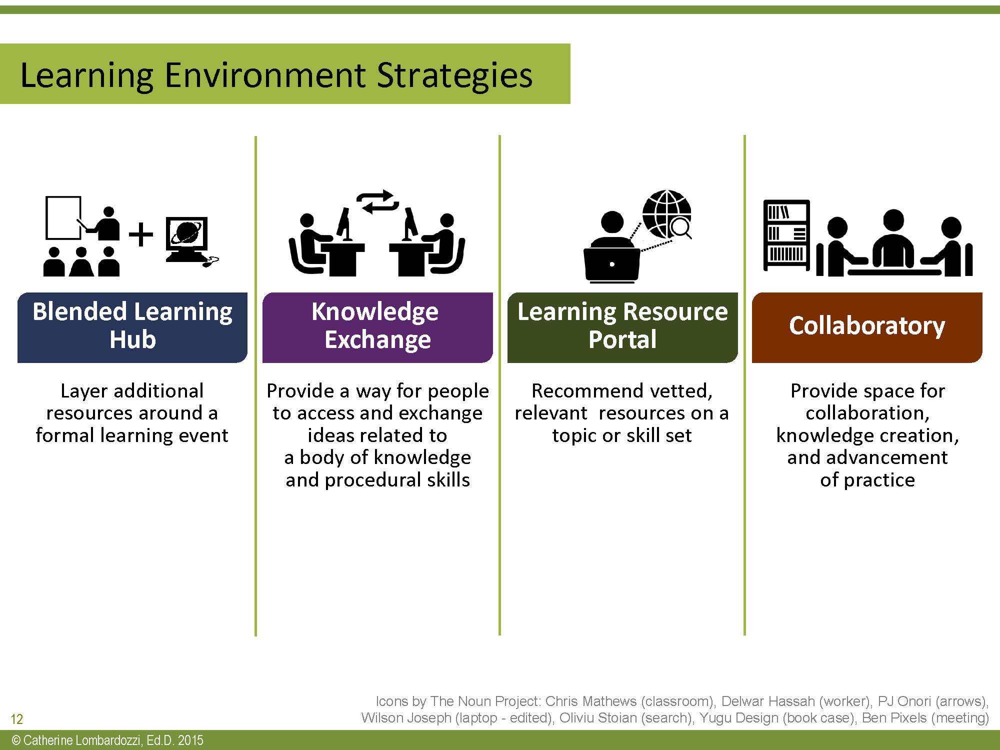 Learning Environment Strategies
Blended Learning
Hub
Layer additional
resources around a
formal learning event
Knowledge
Exchange
Provide a way for people
to access and exchange
ideas related to
a body of knowledge
and procedural skills
Learning Resource
Portal
Recommend vetted,
relevant resources on a
topic or skill set
Collaboratory
Provide space for
collaboration,
knowledge creation,
and advancement
of practice
Icons by The Noun Project: Chris Mathews (classroom), Delwar Hassah (worker), PJ Onori (arrows),
Wilson Joseph (laptop - edited), Oliviu Stoian (search), Yugu Design (book case), Ben Pixels (meeting)
12
© Catherine Lombardozzi, Ed.D. 2015